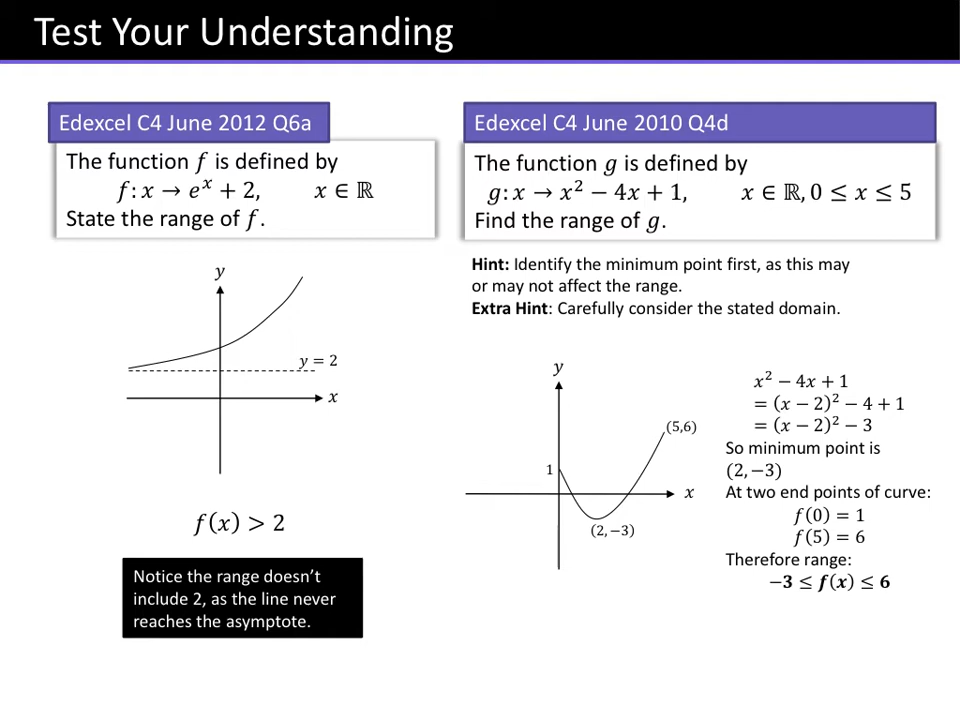 Test Your Understanding
Edexcel C4 June 2012 Q6a
The function 𝑓 is defined by
𝑓: 𝑥 → 𝑒ˣ + 2, 𝑥 ∈ ℝ
State the range of 𝑓.
𝑦
𝑦 = 2
𝑥
𝑓(𝑥) > 2
Notice the range doesn’t
include 2, as the line never
reaches the asymptote.
Edexcel C4 June 2010 Q4d
The function 𝑔 is defined by
𝑔: 𝑥 → 𝑥² − 4𝑥 + 1, 𝑥 ∈ ℝ, 0 ≤ 𝑥 ≤ 5
Find the range of 𝑔.
Hint: Identify the minimum point first, as this may
or may not affect the range.
Extra Hint: Carefully consider the stated domain.
𝑦
(5,6)
1
𝑥
(2, −3)
𝑥² − 4𝑥 + 1
= (𝑥 − 2)² − 4 + 1
= (𝑥 − 2)² − 3
So minimum point is
(2, −3)
At two end points of curve:
𝑓(0) = 1
𝑓(5) = 6
Therefore range:
−𝟑 ≤ 𝒇(𝒙) ≤ 𝟔